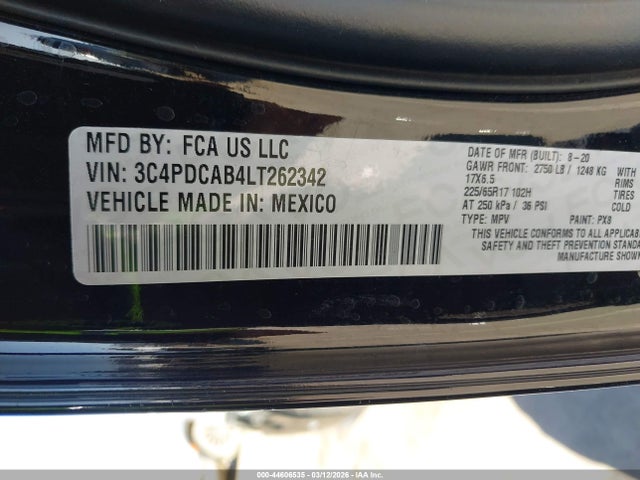 MFD BY: FCA US LLC
VIN: 3C4PDCAB4LT262342
VEHICLE MADE IN: MEXICO
DATE OF MFR (BUILT): 8-20
GAWR FRONT: 2750 LB / 1248 KG WITH
17X6.5 RIMS
225/65R17 102H TIRES
AT 250 kPa / 36 PSI COLD
TYPE: MPV PAINT: PX8
THIS VEHICLE CONFORMS TO ALL APPLICAB
SAFETY AND THEFT PREVENTION STANDA
MANUFACTURE SHOWN
000-44606535 - 03/12/2026 - IAAI, Inc.